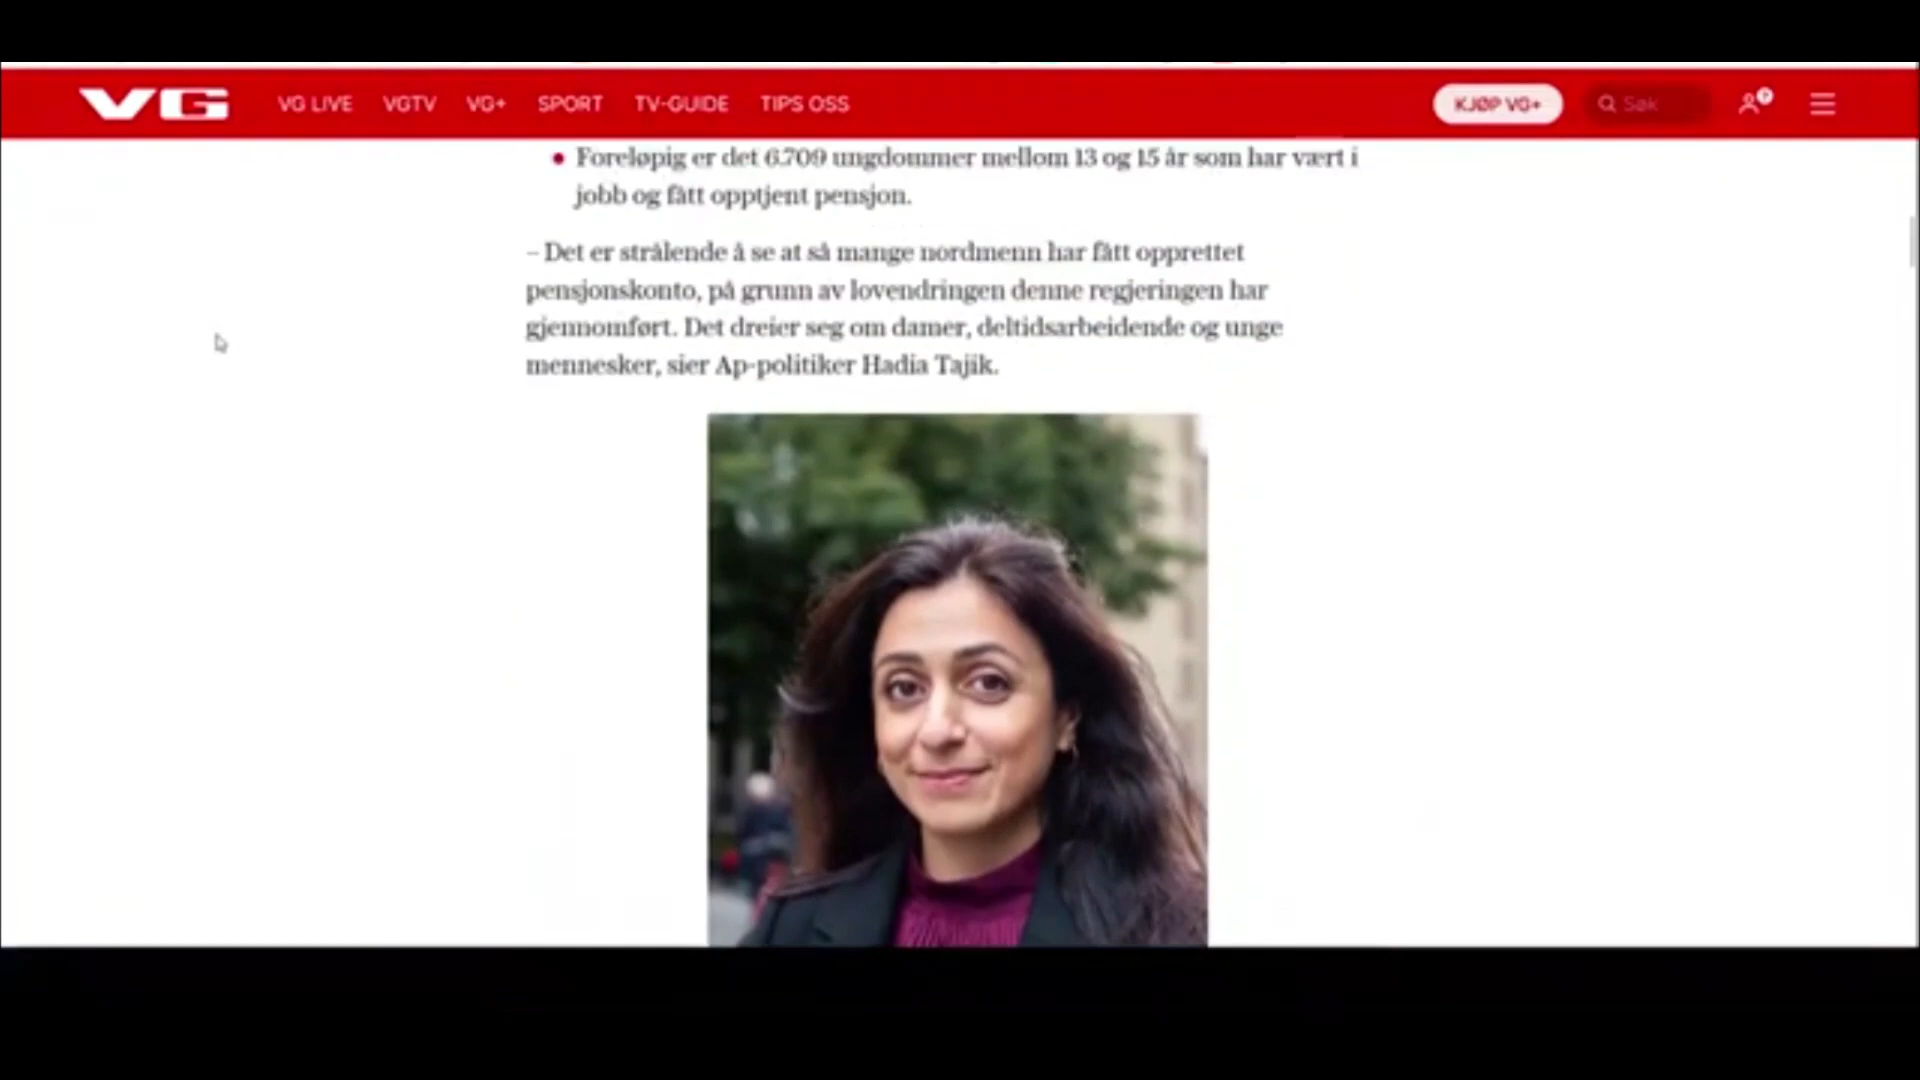 VG
VG LIVE VGTV VG+ SPORT TV-GUIDE TIPS OSS KJØP VG+ Søk
Foreløpig er det 6.709 ungdommer mellom 13 og 15 år som har vært i
jobb og fått opptjent pensjon.
– Det er strålende å se at så mange nordmenn har fått opprettet
pensjonskonto, på grunn av lovendringen denne regjeringen har
gjennomført. Det dreier seg om damer, deltidsarbeidende og unge
mennesker, sier Ap-politiker Hadia Tajik.